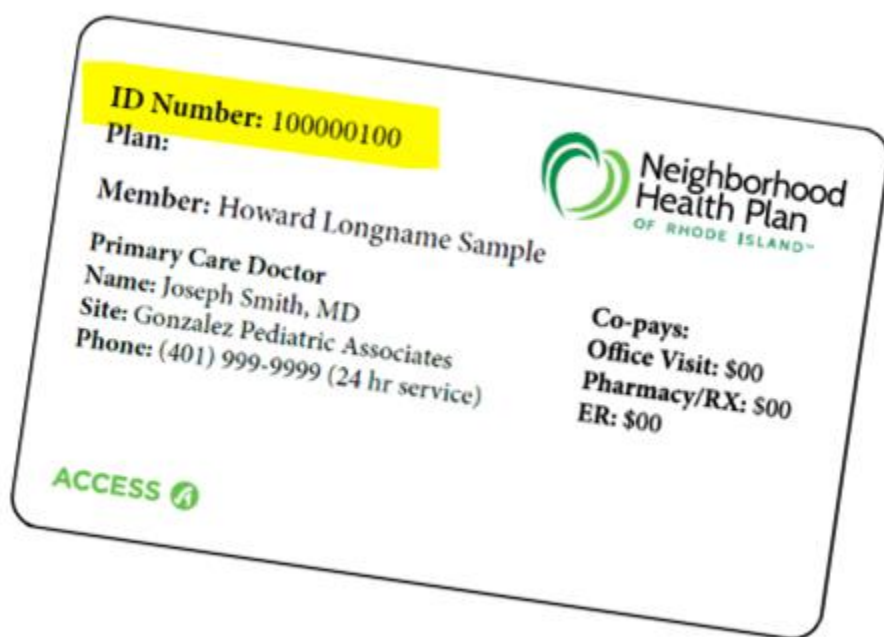 ID Number: 100000100
Plan:
Neighborhood
Health Plan
OF RHODE ISLAND™
Member: Howard Longname Sample
Primary Care Doctor
Name: Joseph Smith, MD
Site: Gonzalez Pediatric Associates
Phone: (401) 999-9999 (24 hr service)
Co-pays:
Office Visit: $00
Pharmacy/RX: $00
ER: $00
ACCESS